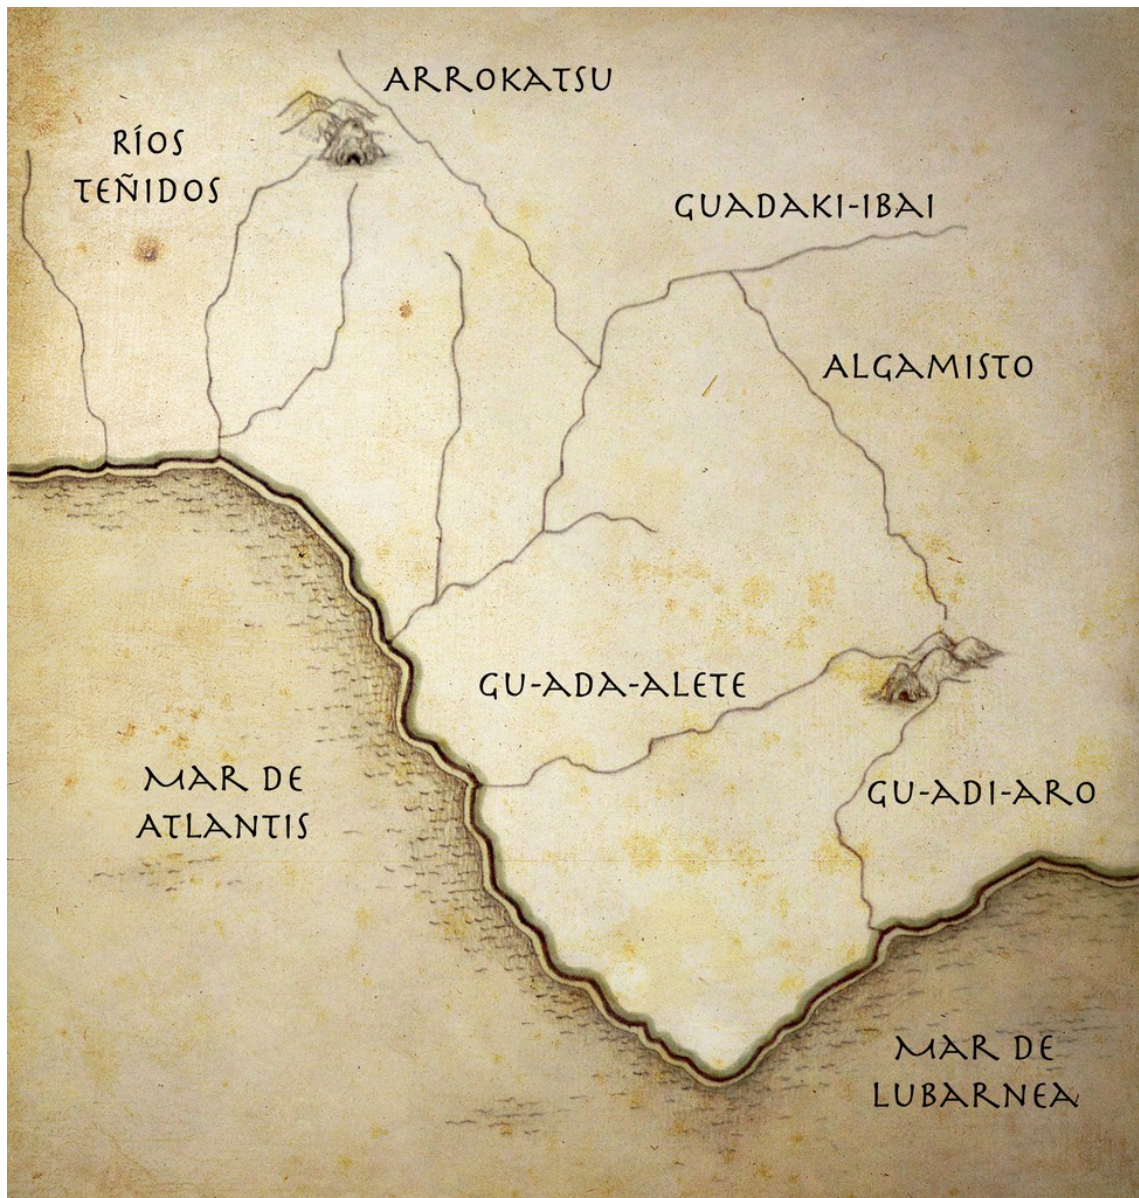 ARROKATSU
RÍOS
TEÑIDOS
GUADAKI-IBAI
ALGAMISTO
GU-ADA-ALETE
MAR DE
ATLANTIS
GU-ADI-ARO
MAR DE
LUBARNEA